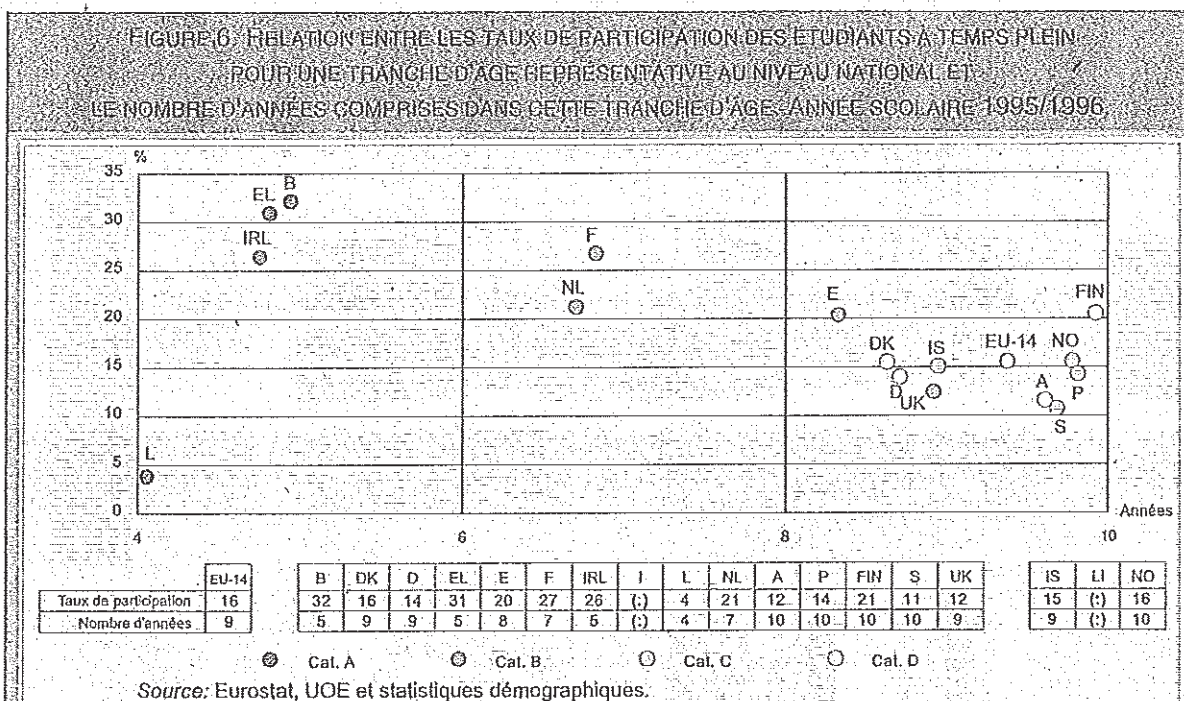 FIGURE 6: RELATION ENTRE LES TAUX DE PARTICIPATION DES ETUDIANTS A TEMPS PLEIN
POUR UNE TRANCHE D'AGE REPRESENTATIVE AU NIVEAU NATIONAL ET
LE NOMBRE D'ANNÉES COMPRISES DANS CETTE TRANCHE D'AGE - ANNEE SCOLAIRE 1995/1996
%
35
30
25
20
15
10
5
0
EL B
IRL
F
NL
E
FIN
DK IS EU-14 NO
D UK A P
S
L
4 6 8 10 Années
EU-14 B DK D EL E F IRL I L NL A P FIN S UK IS LI NO
Taux de participation 16 32 16 14 31 20 27 26 (:) 4 21 12 14 21 11 12 15 (:) 16
Nombre d'années 9 5 9 9 5 8 7 5 (:) 4 7 10 10 10 10 9 9 (:) 10
Cat. A Cat. B Cat. C Cat. D
Source: Eurostat, UOE et statistiques démographiques.